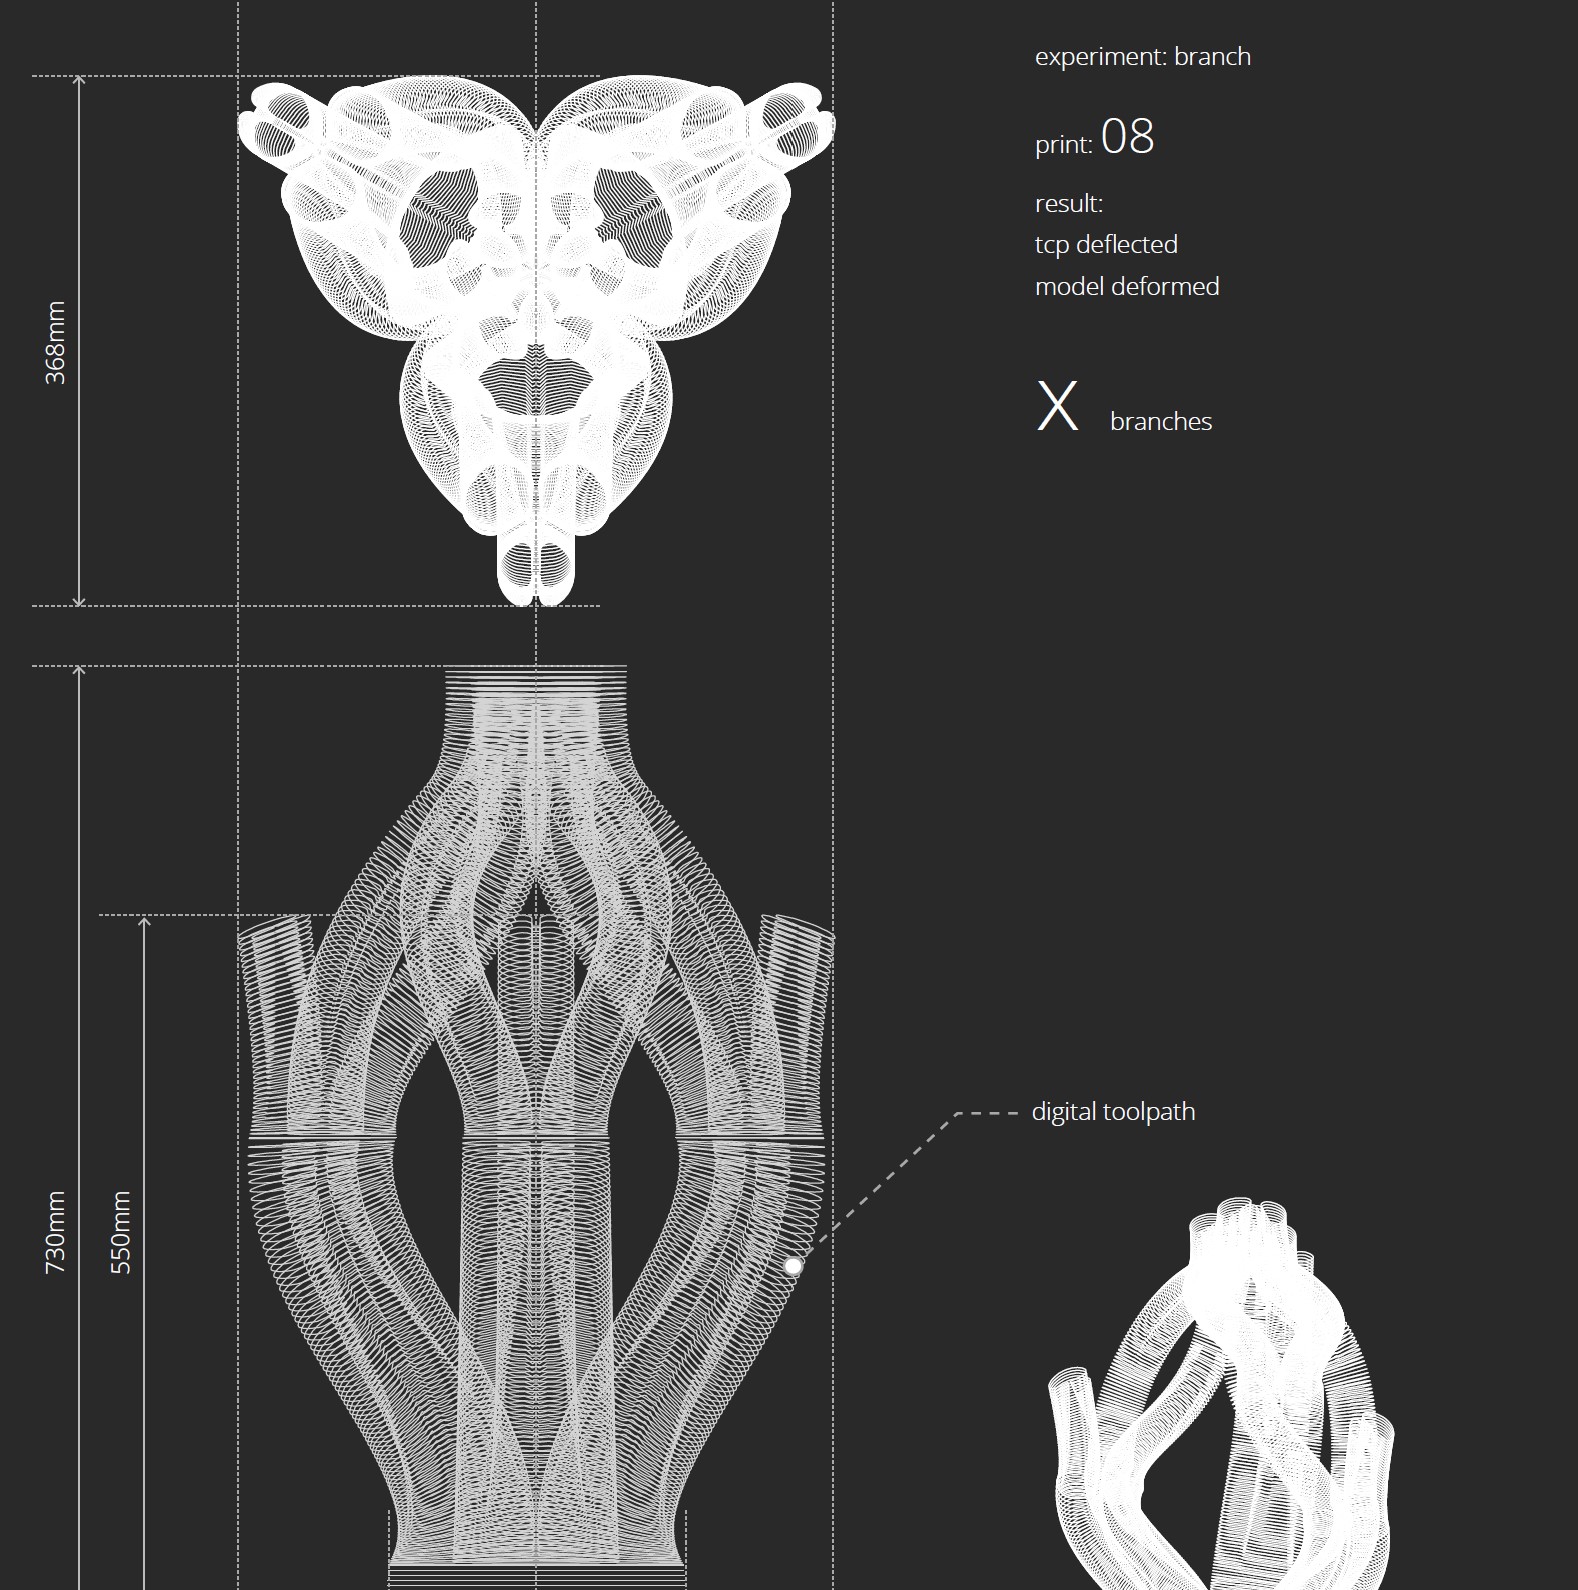 experiment: branch
print: 08
result:
tcp deflected
model deformed
X branches
368mm
730mm
550mm
digital toolpath